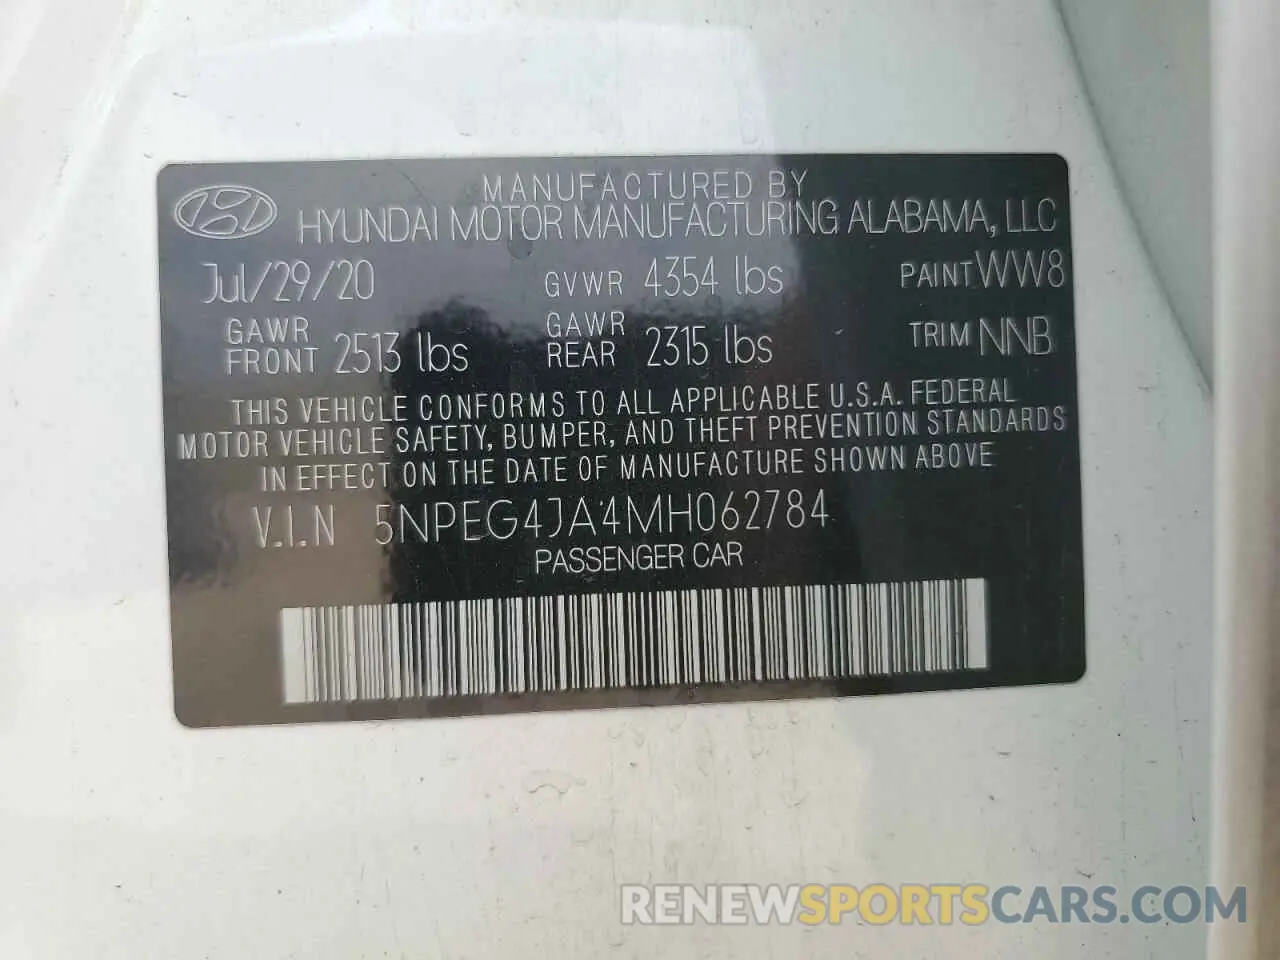 MANUFACTURED BY
HYUNDAI MOTOR MANUFACTURING ALABAMA, LLC
Jul/29/20 GVWR 4354 lbs PAINT WW8
GAWR FRONT 2513 lbs GAWR REAR 2315 lbs TRIM NNB
THIS VEHICLE CONFORMS TO ALL APPLICABLE U.S.A. FEDERAL
MOTOR VEHICLE SAFETY, BUMPER, AND THEFT PREVENTION STANDARDS
IN EFFECT ON THE DATE OF MANUFACTURE SHOWN ABOVE
V.I.N 5NPEG4JA4MH062784
PASSENGER CAR
RENEWSPORTSCARS.COM